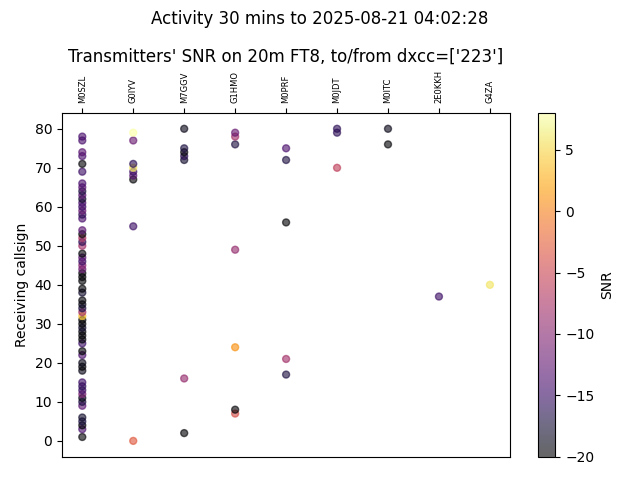 Activity 30 mins to 2025-08-21 04:02:28
Transmitters' SNR on 20m FT8, to/from dxcc=['223']
M0SZL
G0IYV
M7GGV
G1HMO
M0PRF
M0JDT
M0ITC
2E0KKH
G4ZA
80
70
60
50
40
30
20
10
0
Receiving callsign
5
0
−5
−10
−15
−20
SNR